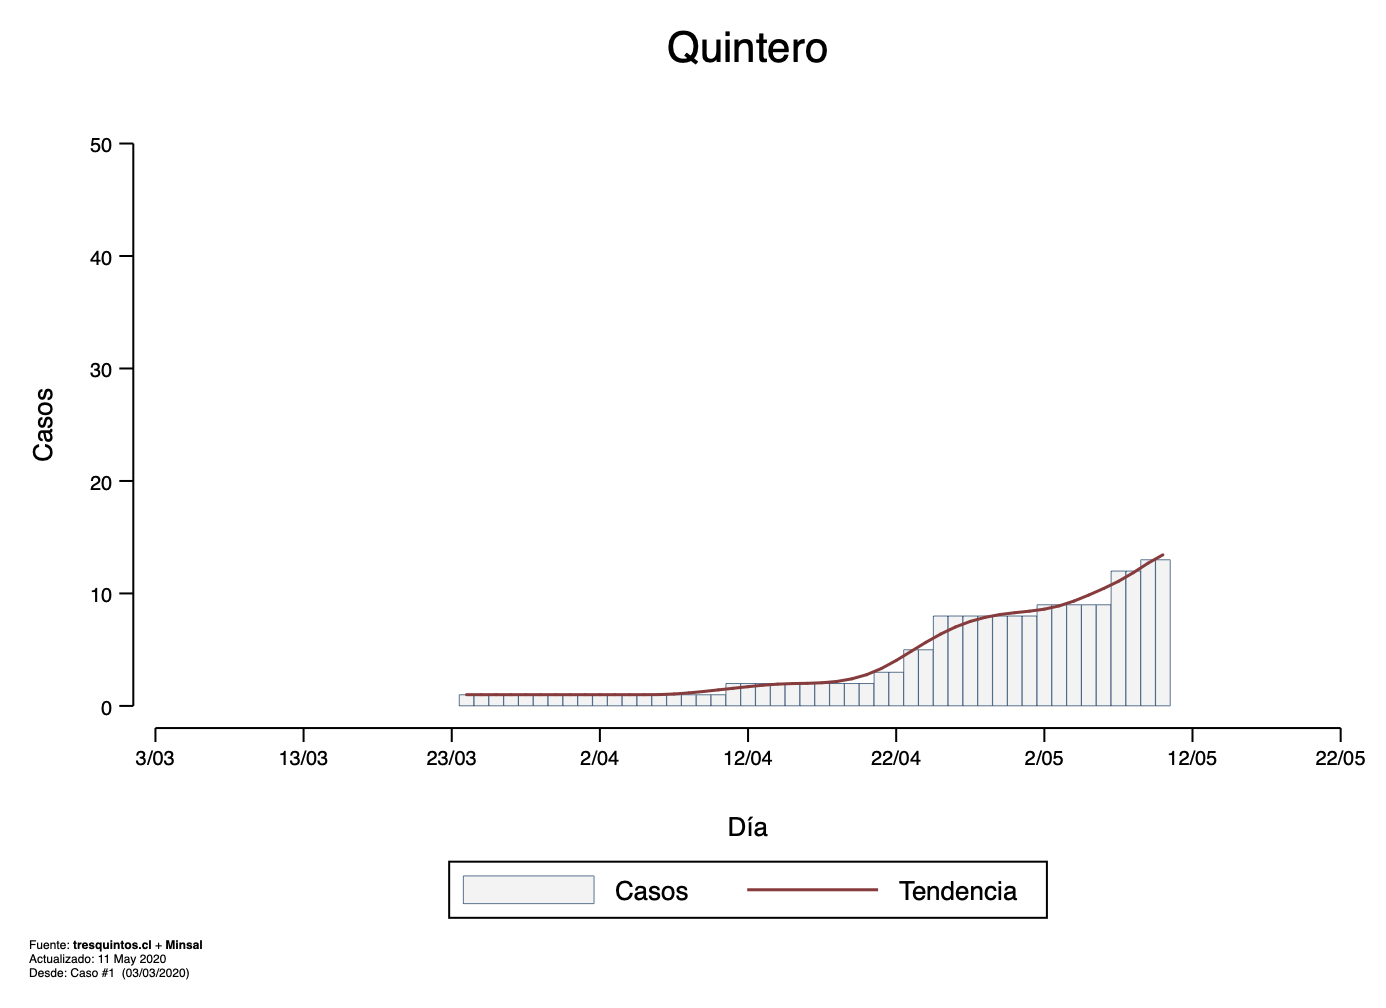 Quintero
50
40
30
20
10
0
Casos
3/03 13/03 23/03 2/04 12/04 22/04 2/05 12/05 22/05
Día
Casos Tendencia
Fuente: tresquintos.cl + Minsal
Actualizado: 11 May 2020
Desde: Caso #1 (03/03/2020)